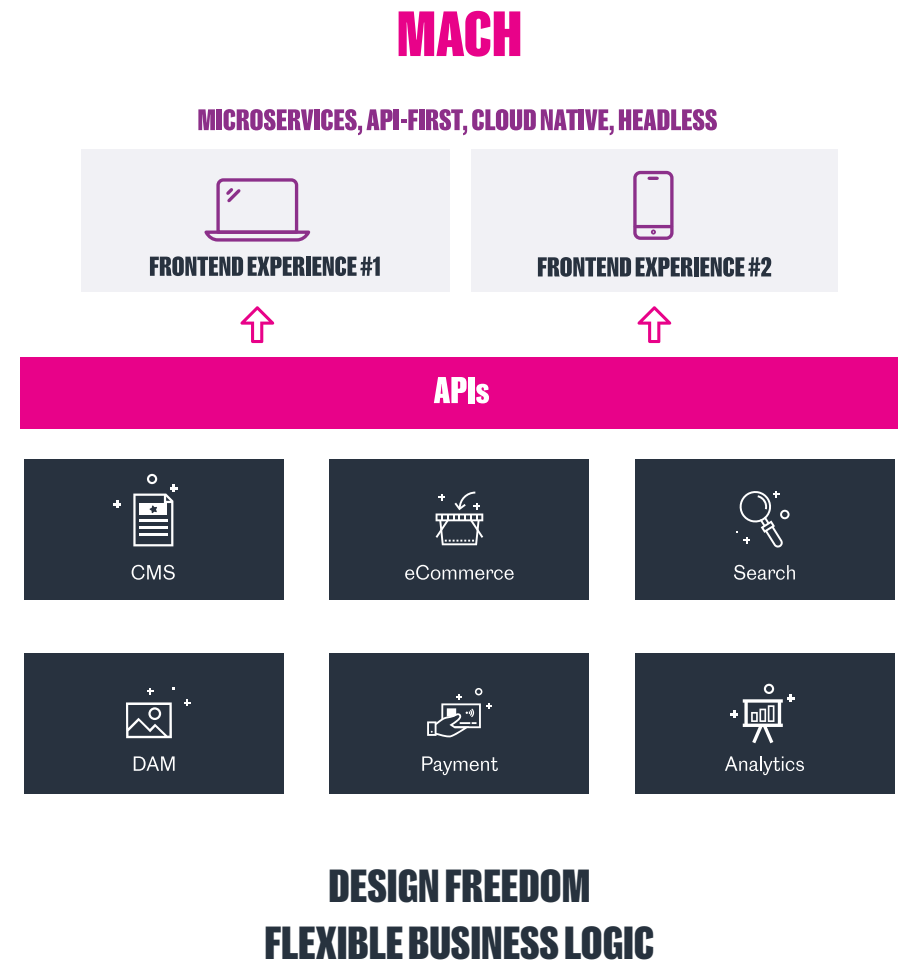 MACH
MICROSERVICES, API-FIRST, CLOUD NATIVE, HEADLESS
FRONTEND EXPERIENCE #1
FRONTEND EXPERIENCE #2
APIs
CMS
eCommerce
Search
DAM
Payment
Analytics
DESIGN FREEDOM
FLEXIBLE BUSINESS LOGIC